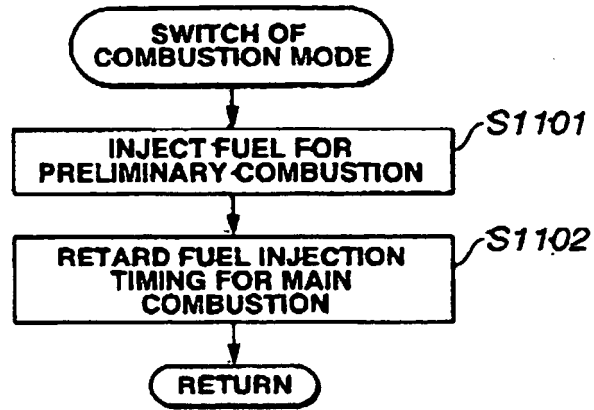 SWITCH OF
COMBUSTION MODE
S1101
INJECT FUEL FOR
PRELIMINARY COMBUSTION
S1102
RETARD FUEL INJECTION
TIMING FOR MAIN
COMBUSTION
RETURN